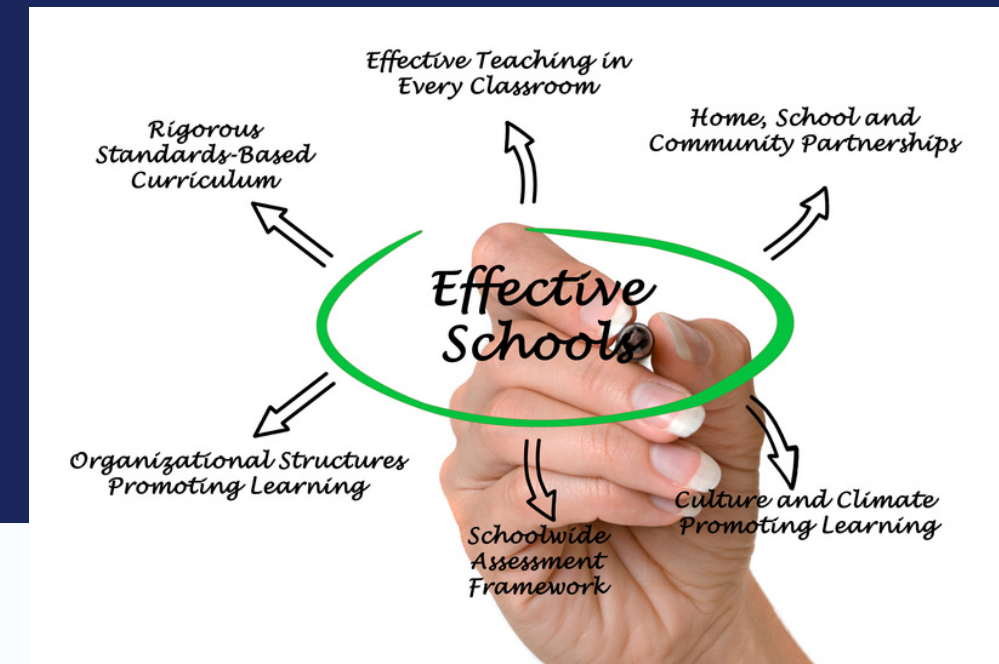 Effective Teaching in
Every Classroom
Home, School and
Community Partnerships
Rigorous
Standards-Based
Curriculum
Effective
Schools
Organizational Structures
Promoting Learning
Culture and Climate
Promoting Learning
Schoolwide
Assessment
Framework